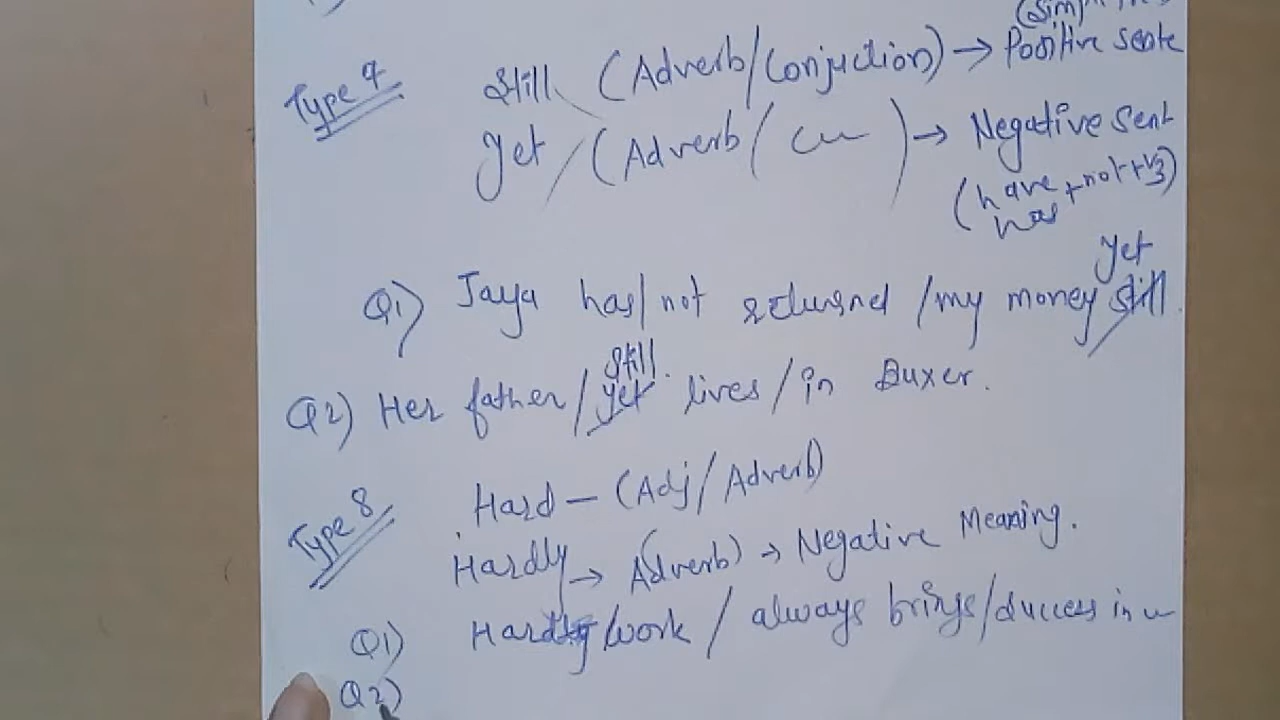 (Sim
Type 7 Still (Adverb/Conjuction) → Positive sente
Yet / (Adverb/ ) → Negative Sent
(have has + not + V3)
Yet
Q1) Jaya has/not returned /my money still.
still.
Q2) Her father/yet lives/in Buxer.
Type 8 Hard — (Adj/Adverb)
Hardly → (Adverb) → Negative Meaning.
Q1) Hardly/work / always brings/success in
Q2)